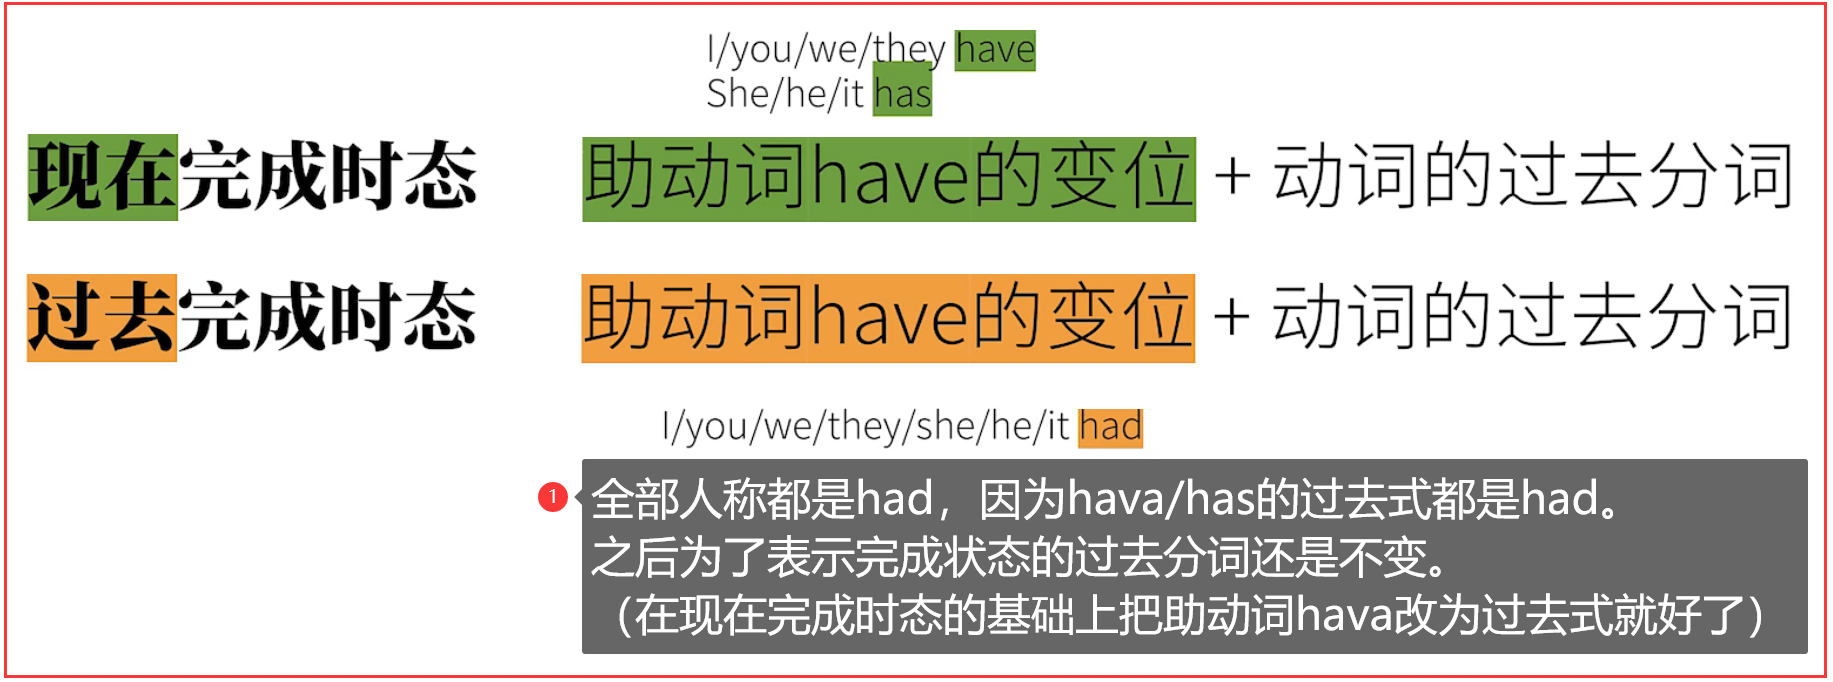 I/you/we/they have
She/he/it has
现在完成时态 助动词have的变位 + 动词的过去分词
过去完成时态 助动词have的变位 + 动词的过去分词
I/you/we/they/she/he/it had
1 全部人称都是had，因为hava/has的过去式都是had。
之后为了表示完成状态的过去分词还是不变。
（在现在完成时态的基础上把助动词hava改为过去式就好了）